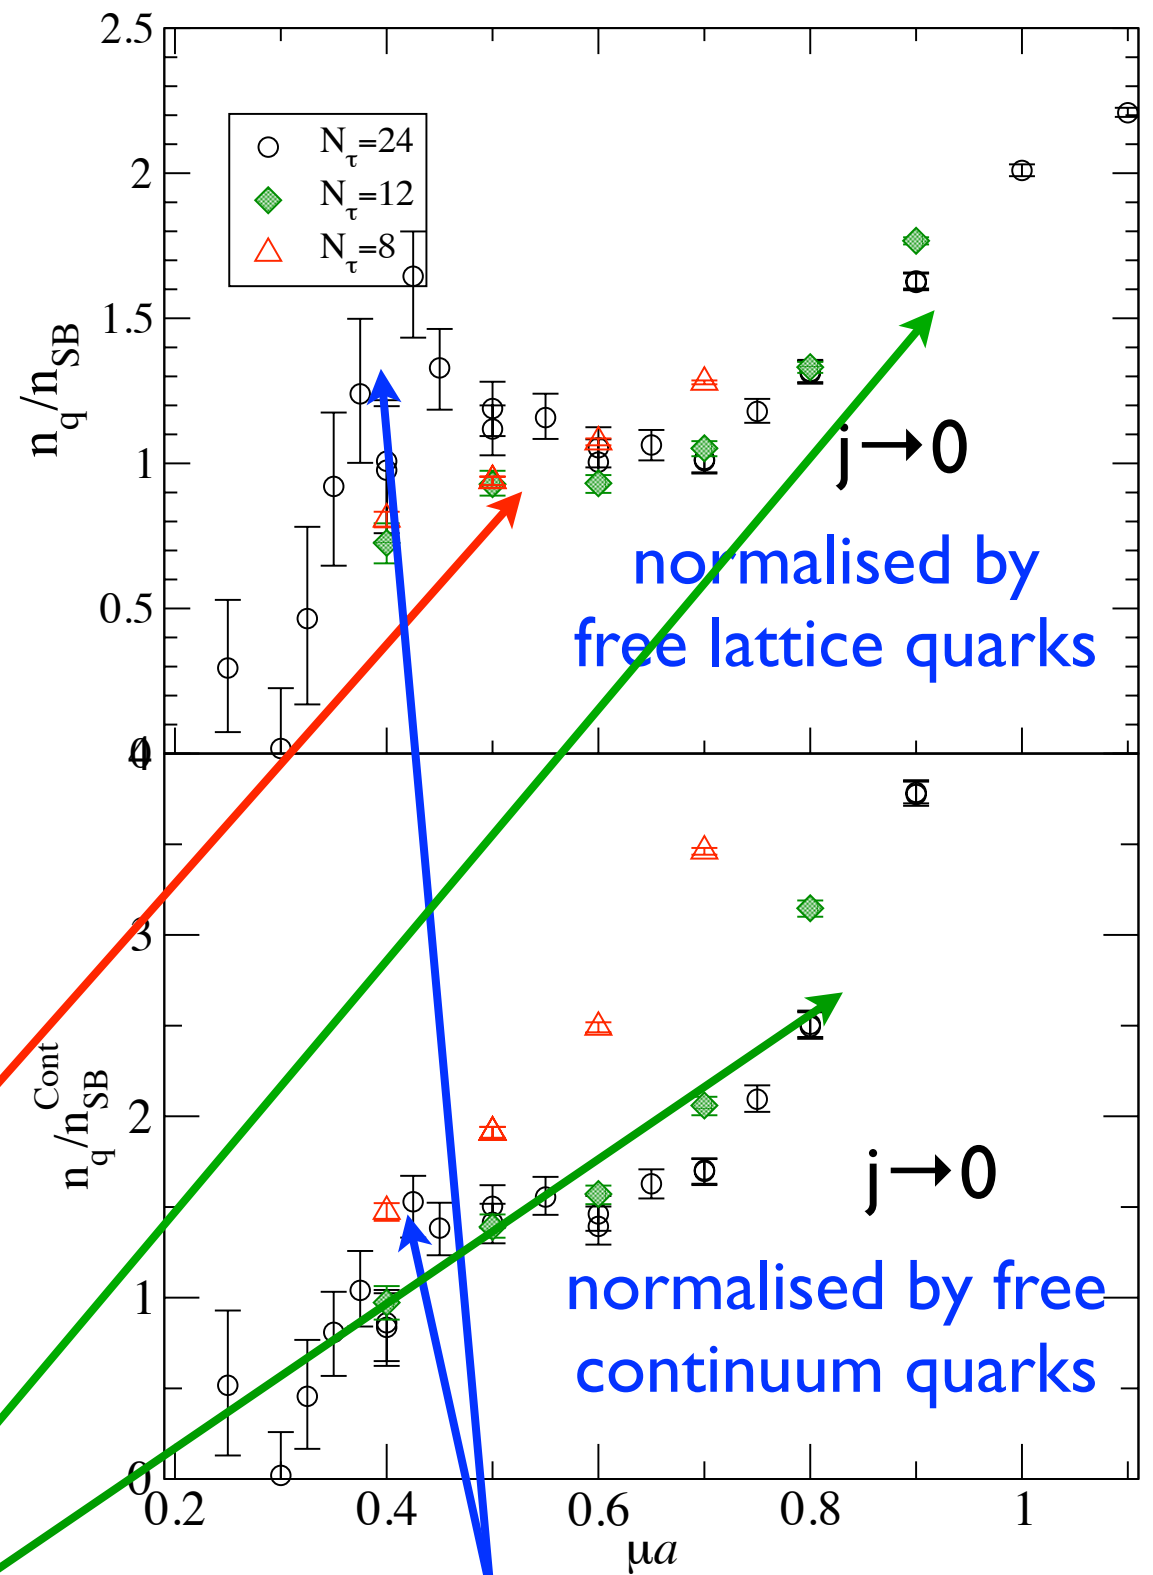 2.5
2
1.5
1
0.5
0
n_q/n_SB
N_τ=24
N_τ=12
N_τ=8
j→0
normalised by
free lattice quarks
4
3
2
1
0
n_q/n_SB^Cont
j→0
normalised by free
continuum quarks
0.2 0.4 0.6 0.8 1
μa